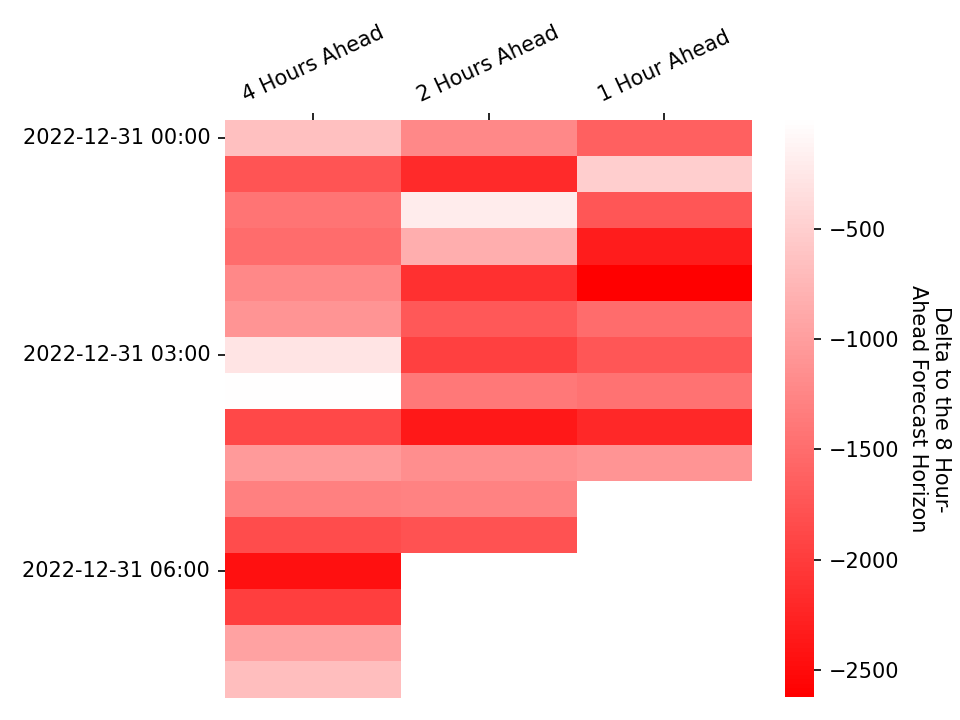 4 Hours Ahead
2 Hours Ahead
1 Hour Ahead
2022-12-31 00:00
2022-12-31 03:00
2022-12-31 06:00
−500
−1000
−1500
−2000
−2500
Delta to the 8 Hour-
Ahead Forecast Horizon